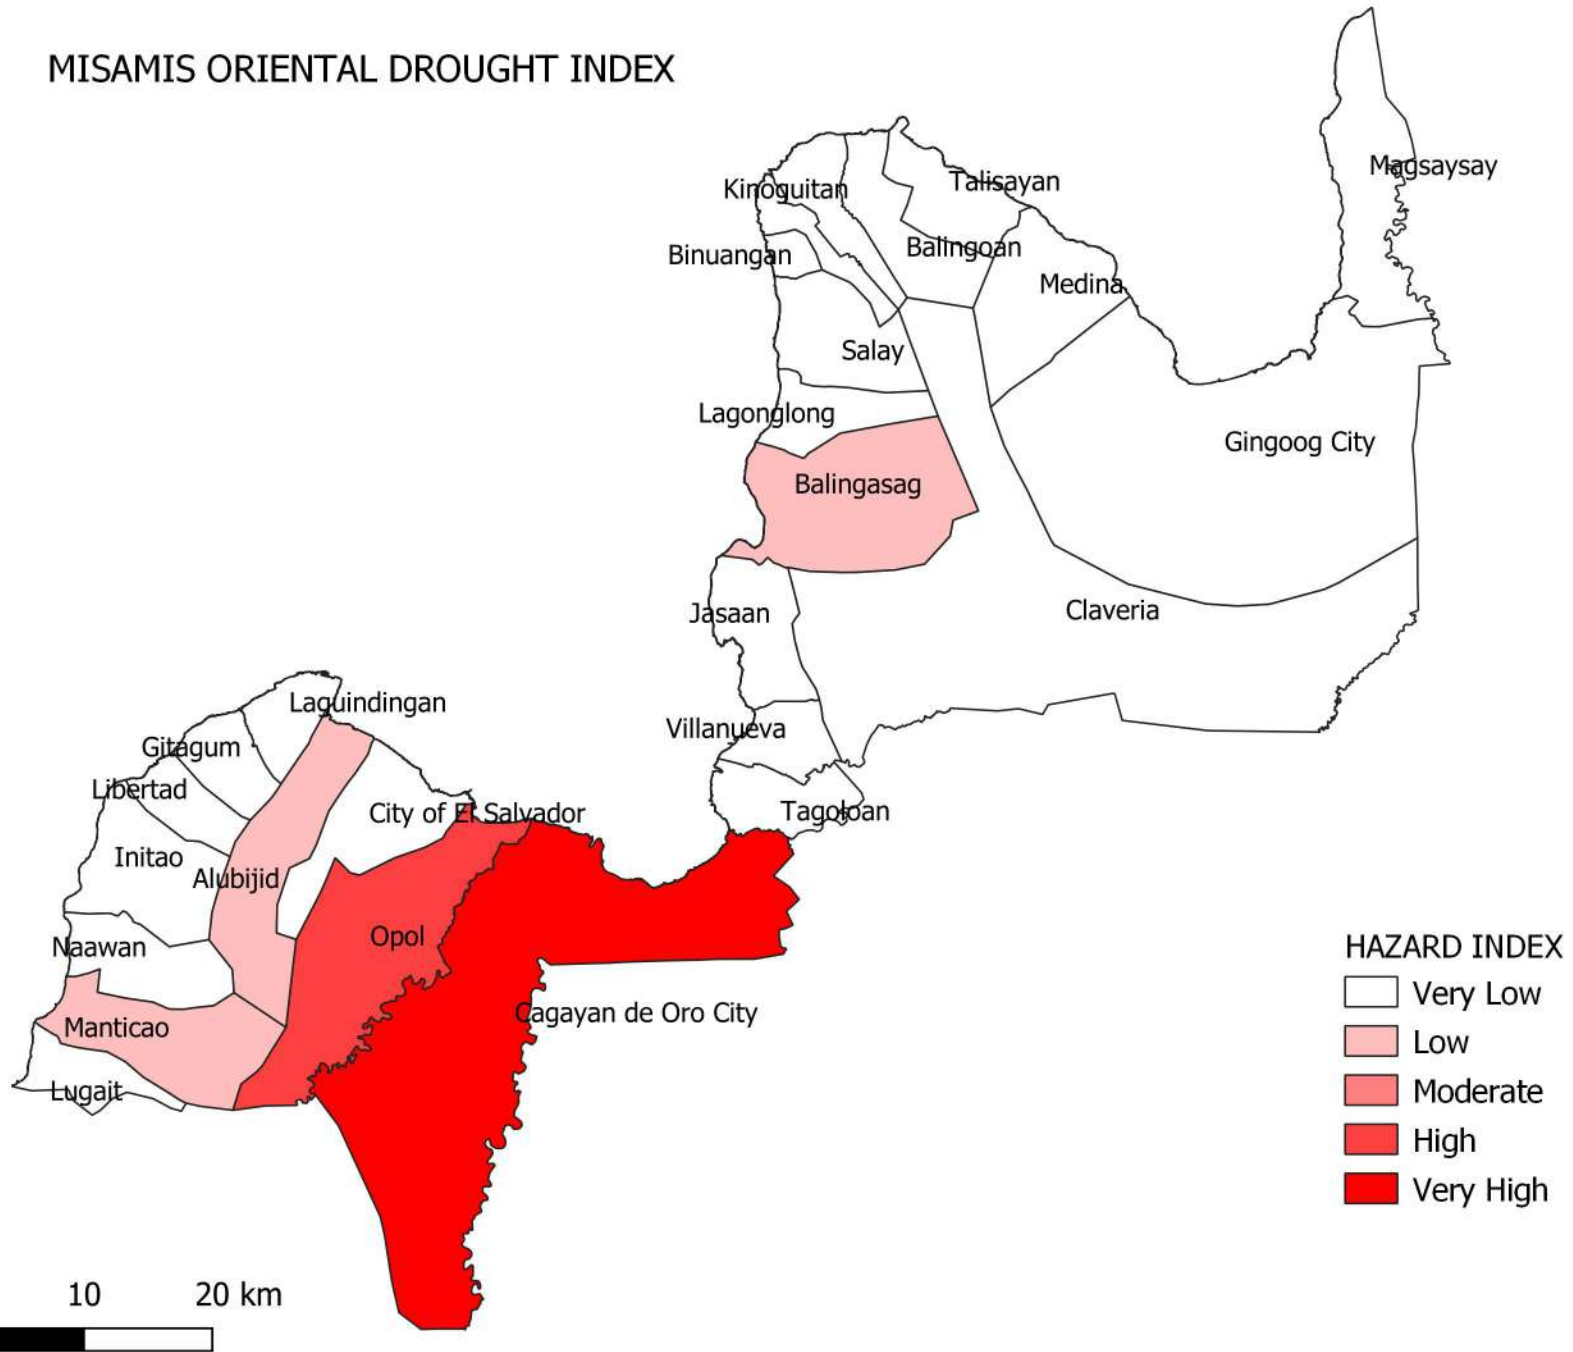 MISAMIS ORIENTAL DROUGHT INDEX
Magsaysay
Talisayan
Kinoguitan
Balingoan
Binuangan
Medina
Salay
Lagonglong
Gingoog City
Balingasag
Jasaan
Claveria
Laguindingan
Villanueva
Gitagum
Libertad
City of El Salvador
Tagoloan
Initao
Alubijid
Opol
Naawan
Cagayan de Oro City
Manticao
Lugait
HAZARD INDEX
Very Low
Low
Moderate
High
Very High
10 20 km